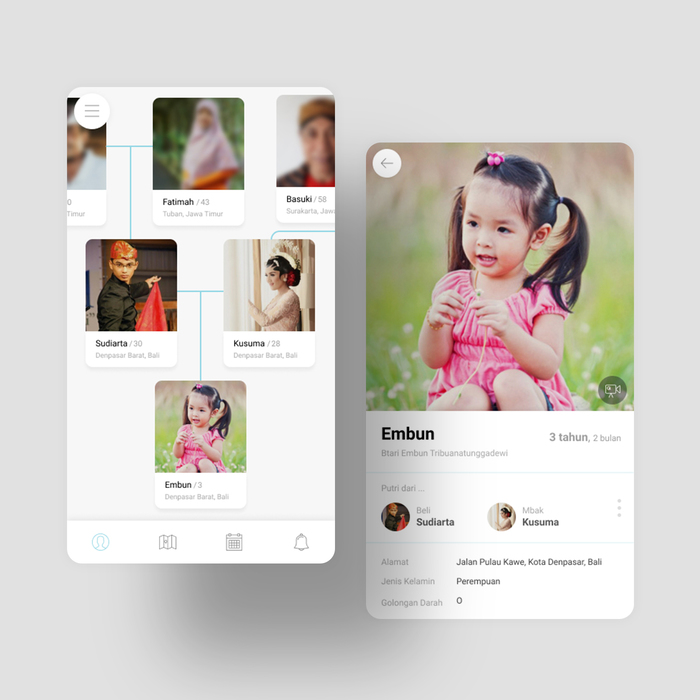 0
Timur
Fatimah / 43
Tuban, Jawa Timur
Basuki / 58
Surakarta, Jawa
Sudiarta / 30
Denpasar Barat, Bali
Kusuma / 28
Denpasar Barat, Bali
Embun / 3
Denpasar Barat, Bali
Embun
3 tahun, 2 bulan
Btari Embun Tribuanatunggadewi
Putri dari ...
Beli
Sudiarta
Mbak
Kusuma
Alamat
Jalan Pulau Kawe, Kota Denpasar, Bali
Jenis Kelamin
Perempuan
Golongan Darah
O